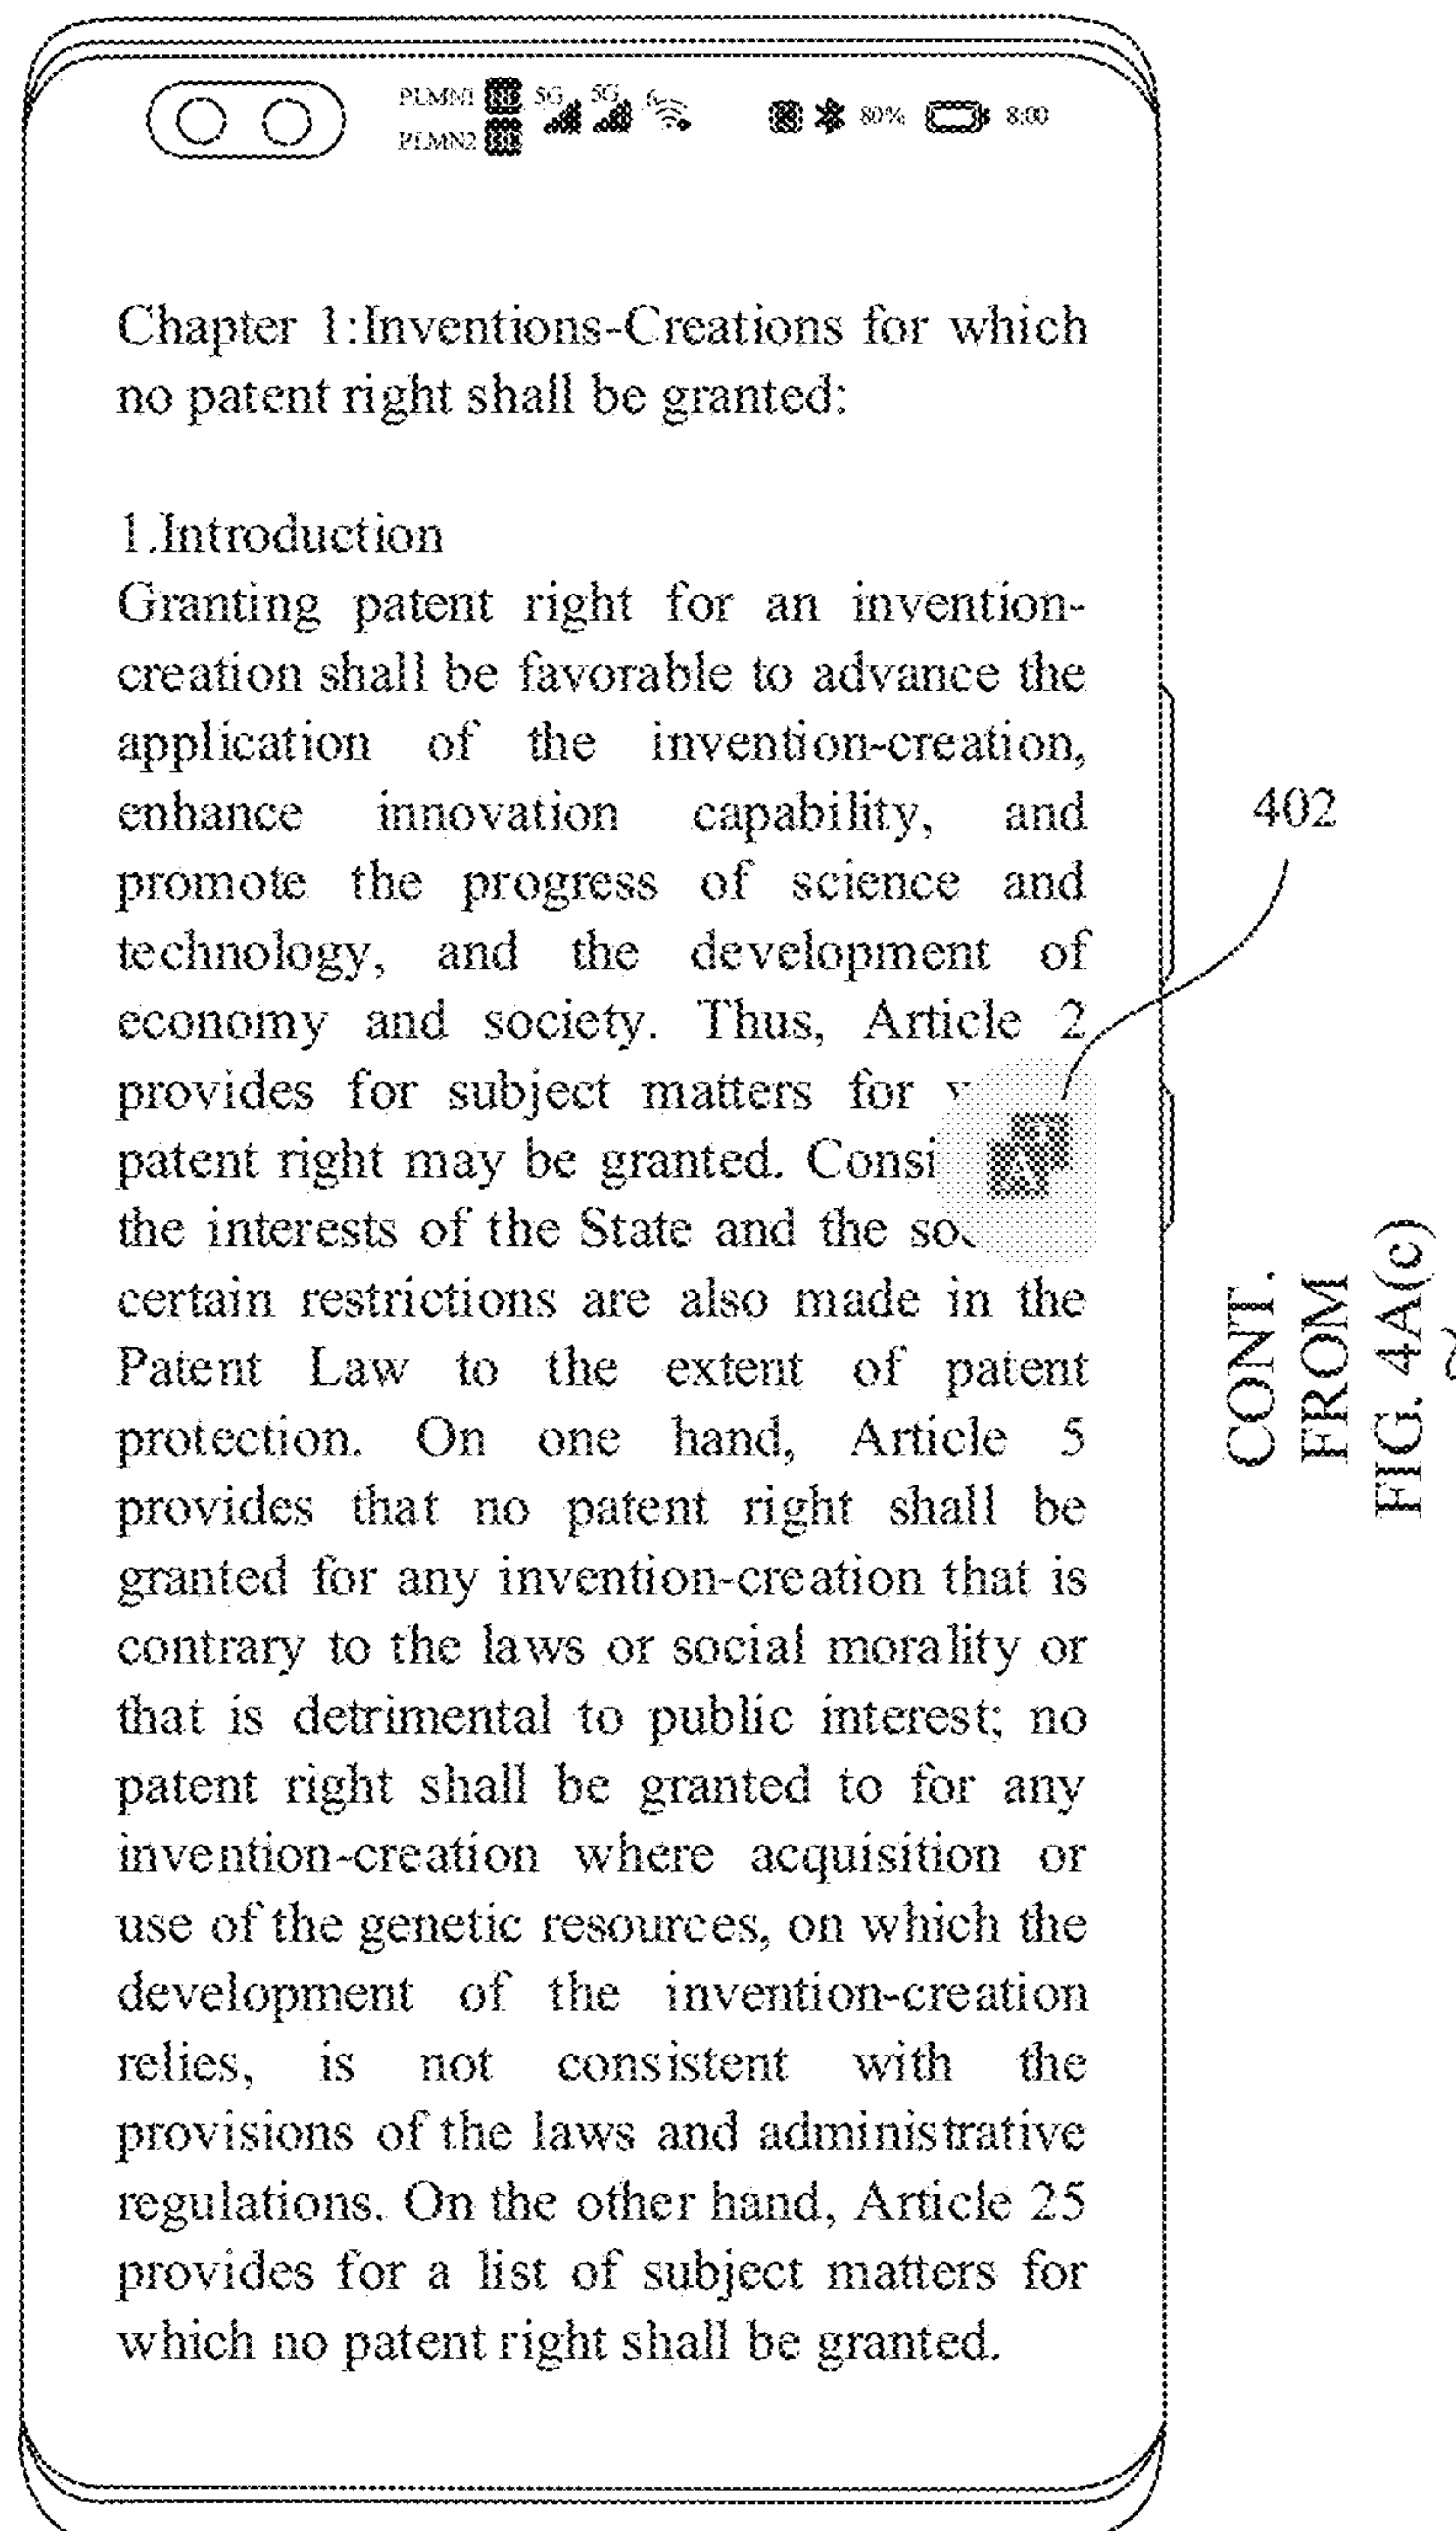 PLMN1 HD 5G 5G 6 80% 8:00
PLMN2 HD
Chapter 1:Inventions-Creations for which
no patent right shall be granted:
1.Introduction
Granting patent right for an invention-
creation shall be favorable to advance the
application of the invention-creation,
enhance innovation capability, and
promote the progress of science and
technology, and the development of
economy and society. Thus, Article 2
provides for subject matters for
patent right may be granted. Consi
the interests of the State and the so
certain restrictions are also made in the
Patent Law to the extent of patent
protection. On one hand, Article 5
provides that no patent right shall be
granted for any invention-creation that is
contrary to the laws or social morality or
that is detrimental to public interest; no
patent right shall be granted to for any
invention-creation where acquisition or
use of the genetic resources, on which the
development of the invention-creation
relies, is not consistent with the
provisions of the laws and administrative
regulations. On the other hand, Article 25
provides for a list of subject matters for
which no patent right shall be granted.
402
CONT.
FROM
FIG. 4A(c)